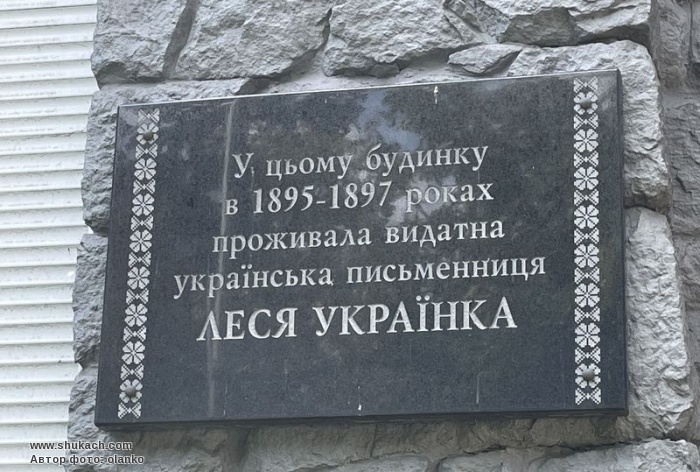 У цьому будинку
в 1895-1897 роках
проживала видатна
українська письменниця
ЛЕСЯ УКРАЇНКА
www.shukach.com
Автор фото: olanko